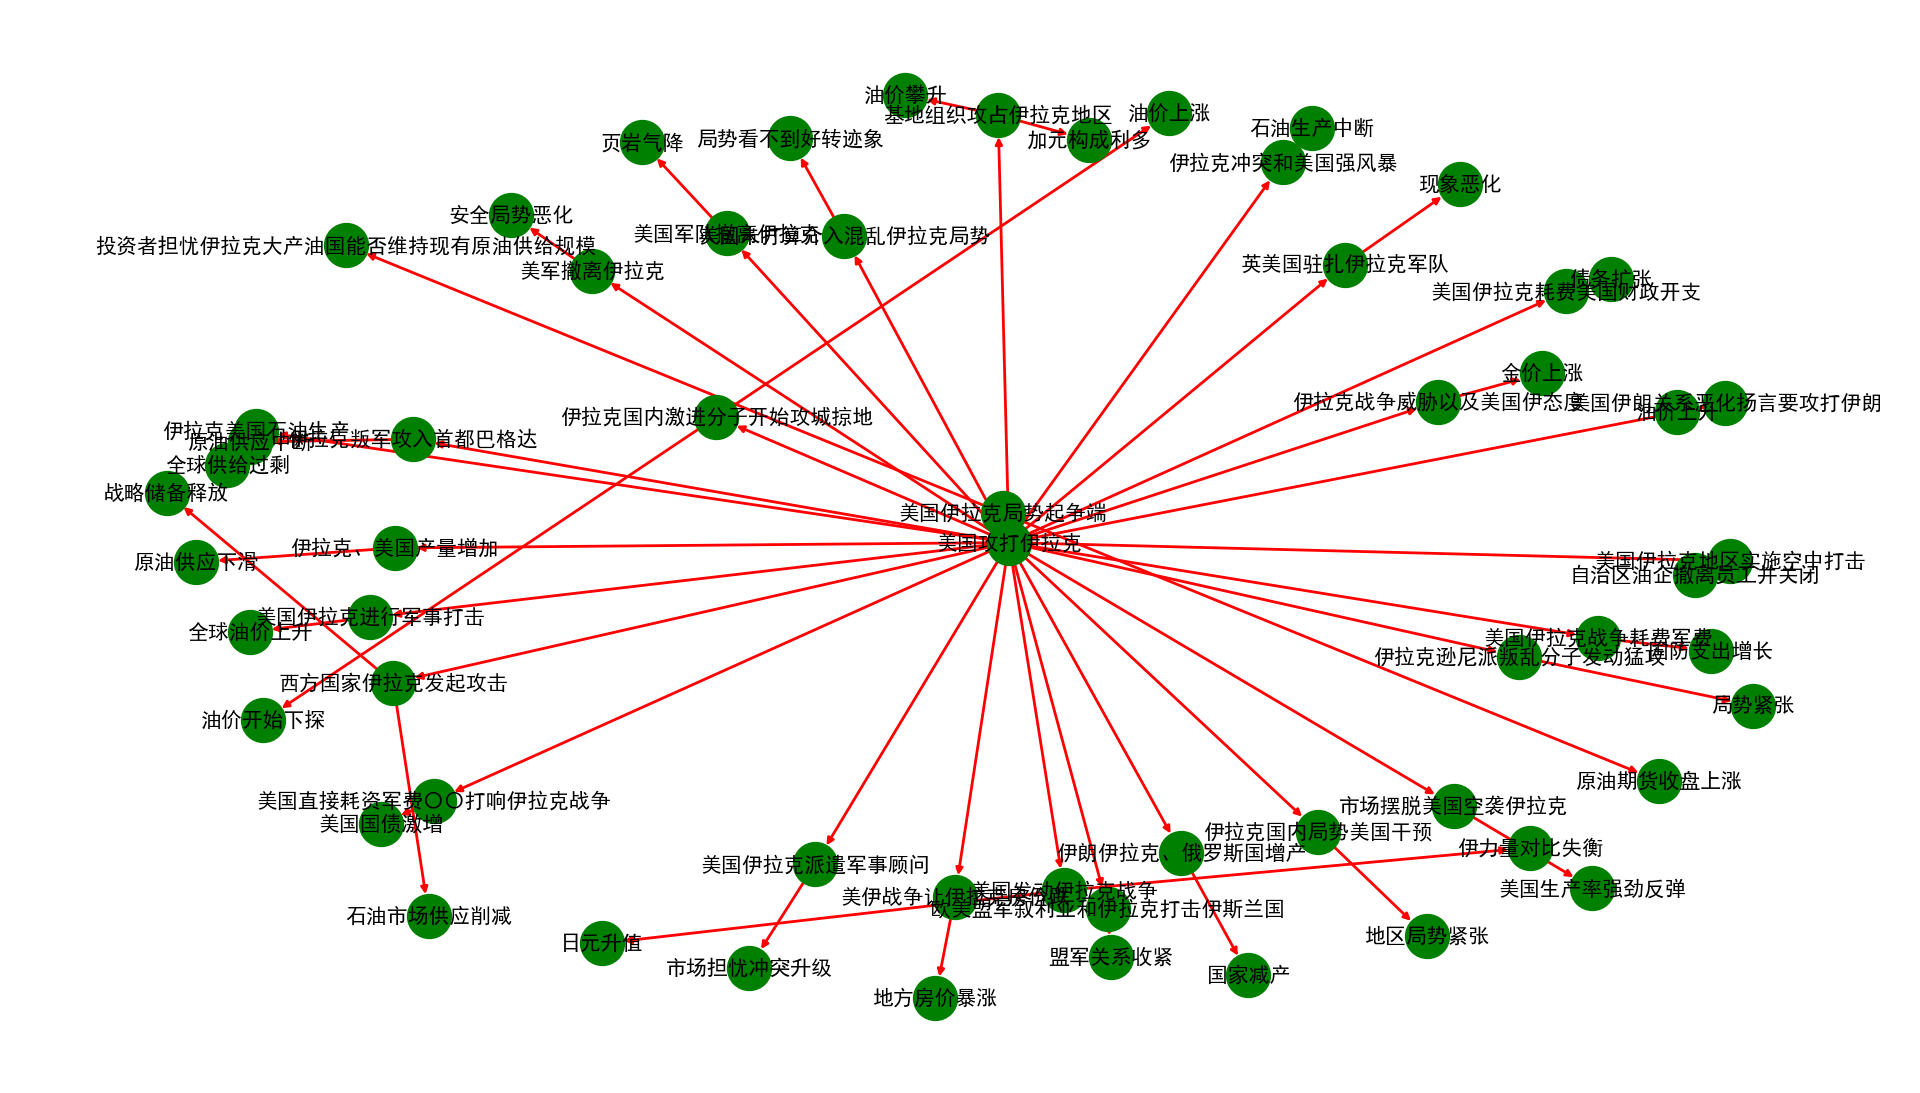 油价攀升
基地组织攻占伊拉克地区
油价上涨
加元构成利多
石油生产中断
页岩气降
局势看不到好转迹象
伊拉克冲突和美国强风暴
现象恶化
安全局势恶化
投资者担忧伊拉克大产油国能否维持现有原油供给规模
美国军队撤离伊拉克
美国未打算介入混乱伊拉克局势
美军撤离伊拉克
英美国驻扎伊拉克军队
债务扩张
美国伊拉克耗费美国财政开支
金价上涨
伊拉克战争威胁以及美国伊态度
美国伊朗关系恶化扬言要攻打伊朗
油价上升
伊拉克国内激进分子开始攻城掠地
伊拉克美国石油生产
原油供应中断
伊拉克叛军攻入首都巴格达
全球供给过剩
战略储备释放
美国伊拉克局势起争端
美国攻打伊拉克
伊拉克、美国产量增加
原油供应下滑
美国伊拉克地区实施空中打击
自治区油企撤离员工并关闭
美国伊拉克进行军事打击
全球油价上升
美国伊拉克战争耗费军费
国防支出增长
伊拉克逊尼派叛乱分子发动猛攻
西方国家伊拉克发起攻击
局势紧张
油价开始下探
原油期货收盘上涨
美国直接耗资军费〇〇打响伊拉克战争
美国国债激增
市场摆脱美国空袭伊拉克
伊拉克国内局势美国干预
伊力量对比失衡
伊朗伊拉克、俄罗斯国增产
美国伊拉克派遣军事顾问
美国生产率强劲反弹
美伊战争让伊拉克
美国发动伊拉克战争
欧美盟军叙利亚和伊拉克打击伊斯兰国
石油市场供应削减
地区局势紧张
日元升值
盟军关系收紧
市场担忧冲突升级
国家减产
地方房价暴涨